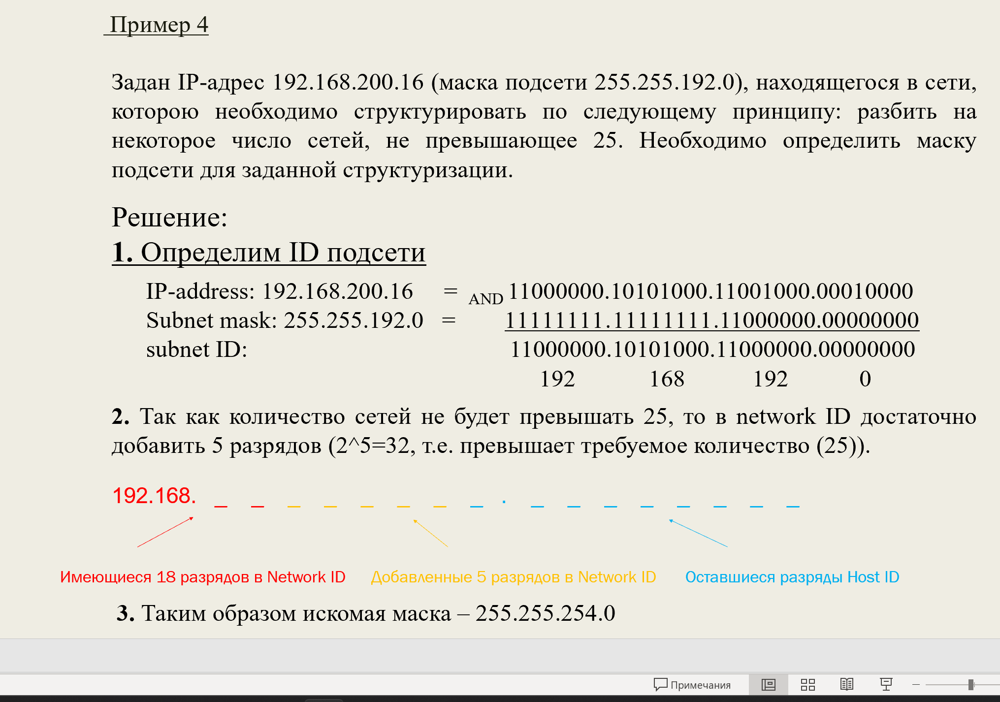 Пример 4
Задан IP-адрес 192.168.200.16 (маска подсети 255.255.192.0), находящегося в сети,
которою необходимо структурировать по следующему принципу: разбить на
некоторое число сетей, не превышающее 25. Необходимо определить маску
подсети для заданной структуризации.
Решение:
1. Определим ID подсети
IP-address: 192.168.200.16 = AND 11000000.10101000.11001000.00010000
Subnet mask: 255.255.192.0 = 11111111.11111111.11000000.00000000
subnet ID: 11000000.10101000.11000000.00000000
192 168 192 0
2. Так как количество сетей не будет превышать 25, то в network ID достаточно
добавить 5 разрядов (2^5=32, т.е. превышает требуемое количество (25)).
192.168. _ _ _ _ _ _ _ _ . _ _ _ _ _ _ _ _
Имеющиеся 18 разрядов в Network ID Добавленные 5 разрядов в Network ID Оставшиеся разряды Host ID
3. Таким образом искомая маска – 255.255.254.0
Примечания